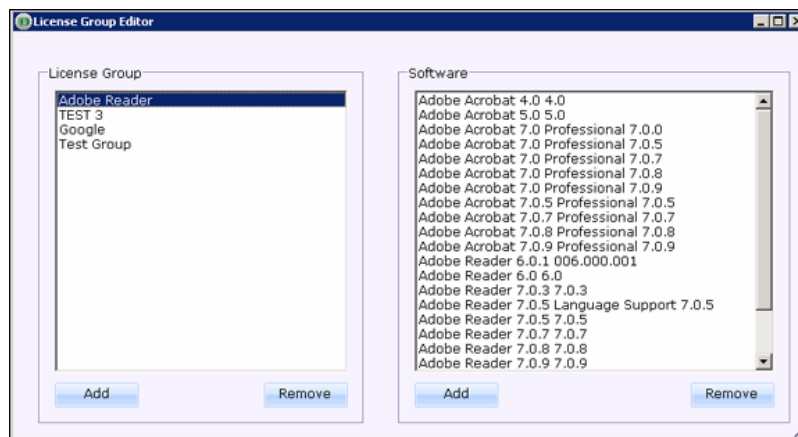 License Group Editor
License Group
Adobe Reader
TEST 3
Google
Test Group
Add
Remove
Software
Adobe Acrobat 4.0 4.0
Adobe Acrobat 5.0 5.0
Adobe Acrobat 7.0 Professional 7.0.0
Adobe Acrobat 7.0 Professional 7.0.5
Adobe Acrobat 7.0 Professional 7.0.7
Adobe Acrobat 7.0 Professional 7.0.8
Adobe Acrobat 7.0 Professional 7.0.9
Adobe Acrobat 7.0.5 Professional 7.0.5
Adobe Acrobat 7.0.7 Professional 7.0.7
Adobe Acrobat 7.0.8 Professional 7.0.8
Adobe Acrobat 7.0.9 Professional 7.0.9
Adobe Reader 6.0.1 006.000.001
Adobe Reader 6.0 6.0
Adobe Reader 7.0.3 7.0.3
Adobe Reader 7.0.5 Language Support 7.0.5
Adobe Reader 7.0.5 7.0.5
Adobe Reader 7.0.7 7.0.7
Adobe Reader 7.0.8 7.0.8
Adobe Reader 7.0.9 7.0.9
Add
Remove